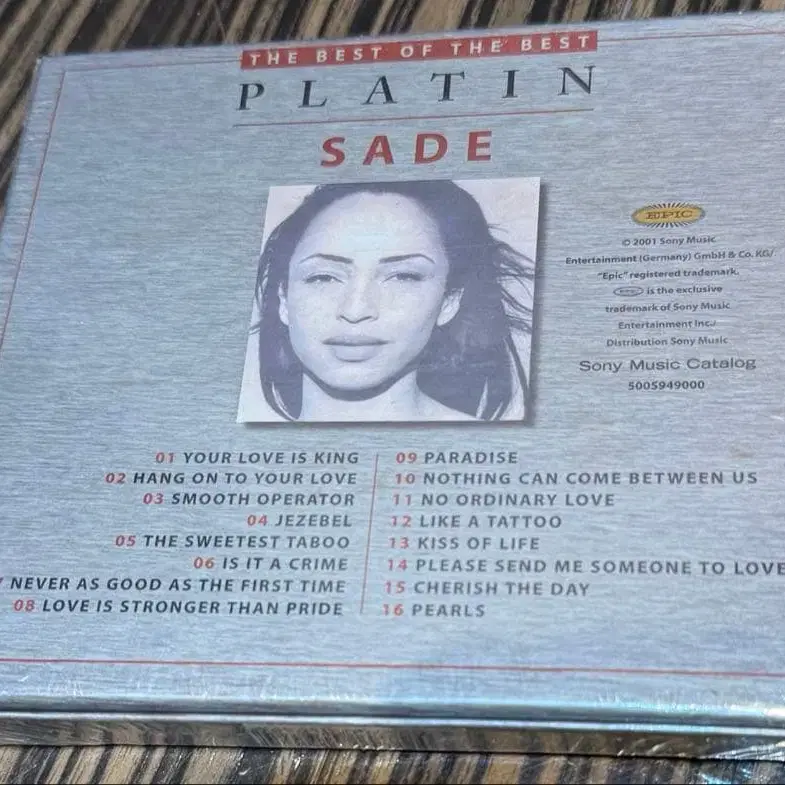 THE BEST OF THE BEST
PLATIN
SADE
EPIC
© 2001 Sony Music
Entertainment (Germany) GmbH & Co. KG/
"Epic" registered trademark.
EPIC is the exclusive
trademark of Sony Music
Entertainment Inc./
Distribution Sony Music
Sony Music Catalog
5005949000
01 YOUR LOVE IS KING
02 HANG ON TO YOUR LOVE
03 SMOOTH OPERATOR
04 JEZEBEL
05 THE SWEETEST TABOO
06 IS IT A CRIME
NEVER AS GOOD AS THE FIRST TIME
08 LOVE IS STRONGER THAN PRIDE
09 PARADISE
10 NOTHING CAN COME BETWEEN US
11 NO ORDINARY LOVE
12 LIKE A TATTOO
13 KISS OF LIFE
14 PLEASE SEND ME SOMEONE TO LOVE
15 CHERISH THE DAY
16 PEARLS